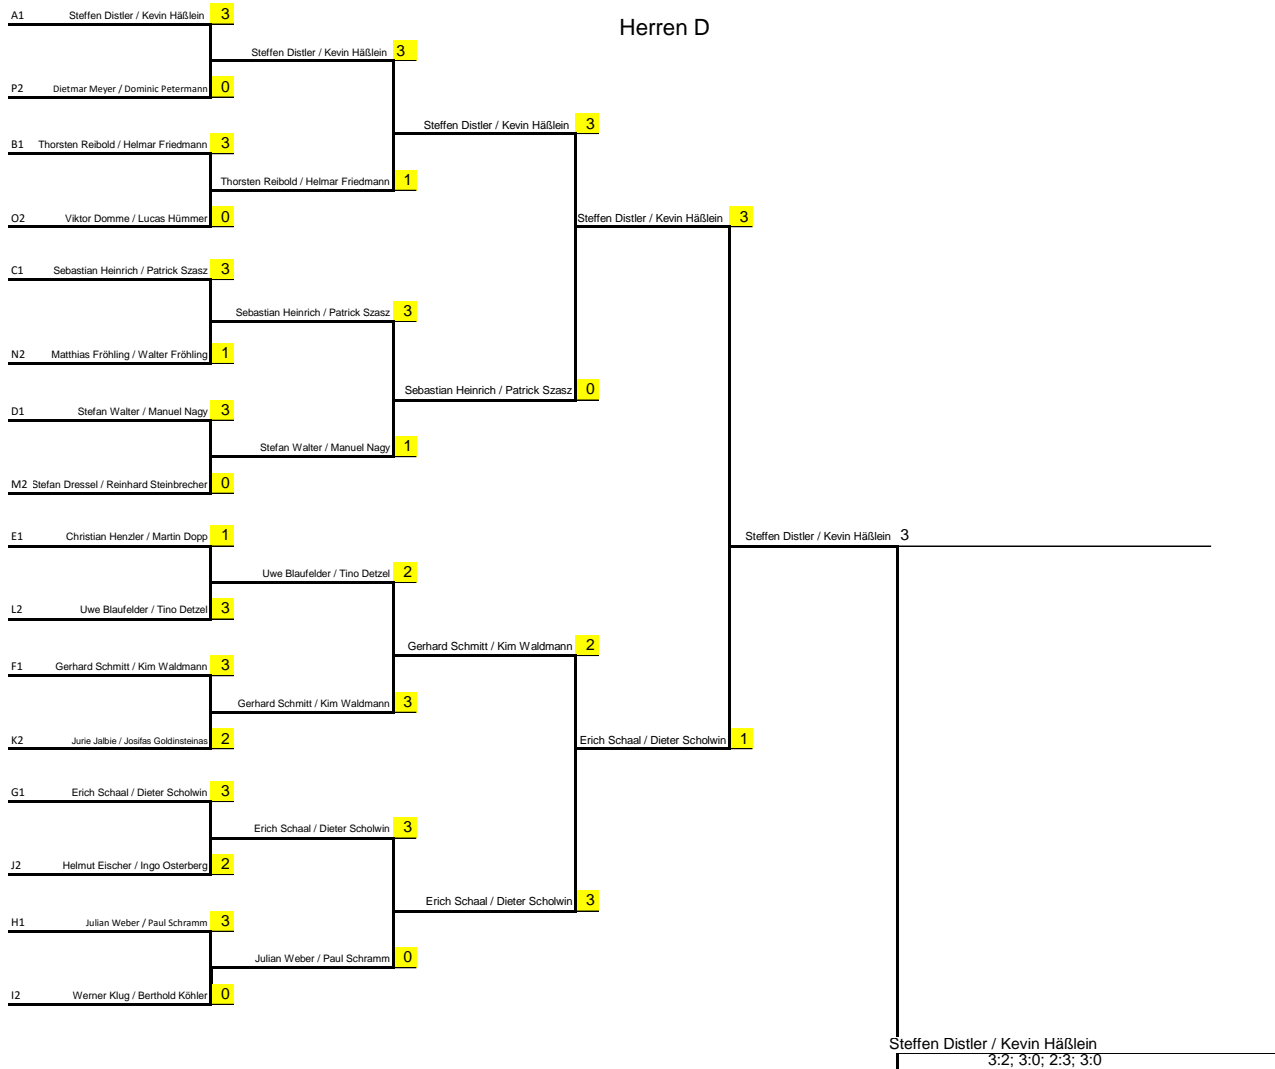 Herren D
A1 Steffen Distler / Kevin Häßlein 3
Steffen Distler / Kevin Häßlein 3
P2 Dietmar Meyer / Dominic Petermann 0
Steffen Distler / Kevin Häßlein 3
B1 Thorsten Reibold / Helmar Friedmann 3
Thorsten Reibold / Helmar Friedmann 1
O2 Viktor Domme / Lucas Hümmer 0
Steffen Distler / Kevin Häßlein 3
C1 Sebastian Heinrich / Patrick Szasz 3
Sebastian Heinrich / Patrick Szasz 3
N2 Matthias Fröhling / Walter Fröhling 1
Sebastian Heinrich / Patrick Szasz 0
D1 Stefan Walter / Manuel Nagy 3
Stefan Walter / Manuel Nagy 1
M2 Stefan Dressel / Reinhard Steinbrecher 0
E1 Christian Henzler / Martin Dopp 1
Steffen Distler / Kevin Häßlein 3
Uwe Blaufelder / Tino Detzel 2
L2 Uwe Blaufelder / Tino Detzel 3
Gerhard Schmitt / Kim Waldmann 2
F1 Gerhard Schmitt / Kim Waldmann 3
Gerhard Schmitt / Kim Waldmann 3
K2 Jurie Jalbie / Josifas Goldinsteinas 2
Erich Schaal / Dieter Scholwin 1
G1 Erich Schaal / Dieter Scholwin 3
Erich Schaal / Dieter Scholwin 3
J2 Helmut Eischer / Ingo Osterberg 2
Erich Schaal / Dieter Scholwin 3
H1 Julian Weber / Paul Schramm 3
Julian Weber / Paul Schramm 0
I2 Werner Klug / Berthold Köhler 0
Steffen Distler / Kevin Häßlein
3:2; 3:0; 2:3; 3:0